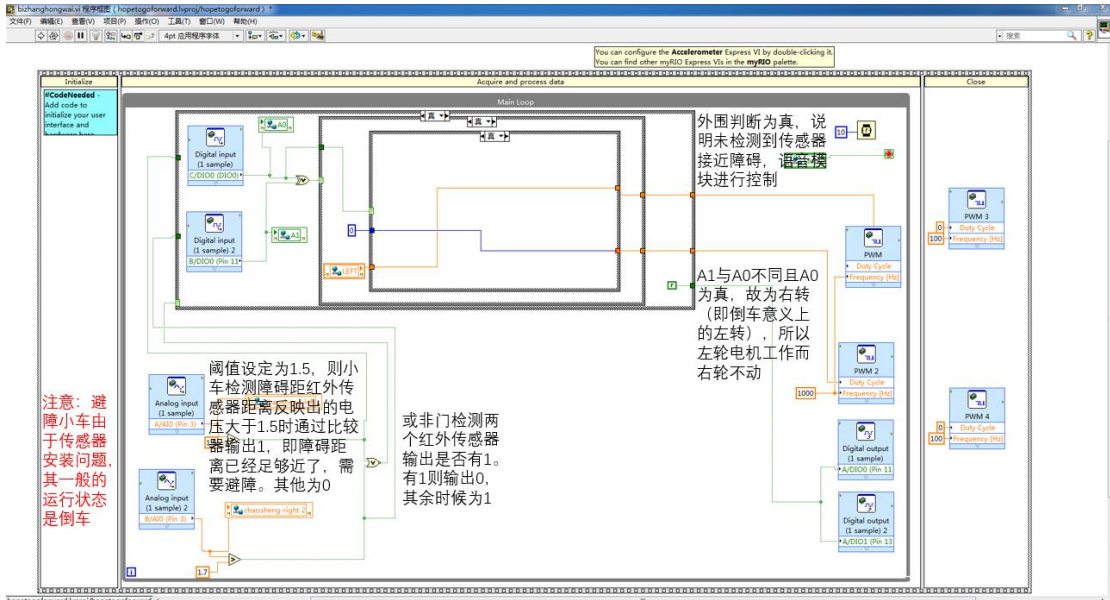 bizhanghongwai.vi 程序框图 ( hopetogoforward.lvproj/hopetogoforward ) *
文件(F) 编辑(E) 查看(V) 项目(P) 操作(O) 工具(T) 窗口(W) 帮助(H)
4pt 应用程序字体
搜索
You can configure the Accelerometer Express VI by double-clicking it.
You can find other myRIO Express VIs in the myRIO palette.
Initialize
Acquire and process data
Close
#CodeNeeded -
Add code to
initialize your user
interface and
hardware here
Main Loop
真
真
真
A0
Digital input
(1 sample)
C/DIO0 (DIO0)
A1
Digital input
(1 sample) 2
B/DIO0 (Pin 11
0
LEFT
外围判断为真，说
明未检测到传感器
接近障碍，语音模
块进行控制
10
PWM
Duty Cycle
Frequency [Hz]
F
A1与A0不同且A0
为真，故为右转
（即倒车意义上
的左转），所以
左轮电机工作而
右轮不动
PWM 2
Duty Cycle
1000
Frequency [Hz]
PWM 3
0
Duty Cycle
100
Frequency [Hz]
PWM 4
0
Duty Cycle
100
Frequency [Hz]
注意：避
障小车由
于传感器
安装问题，
其一般的
运行状态
是倒车
Analog input
(1 sample)
A/AI0 (Pin 3)
阈值设定为1.5，则小
车检测障碍距红外传
感器距离反映出的电
压大于1.5时通过比较
器输出1，即障碍距
离已经足够近了，需
要避障。其他为0
或非门检测两
个红外传感器
输出是否有1。
有1则输出0，
其余时候为1
Analog input
(1 sample) 2
B/AI0 (Pin 3)
chaosheng-right 2
1.7
Digital output
(1 sample)
A/DIO0 (Pin 11
Digital output
(1 sample) 2
A/DIO1 (Pin 13
i